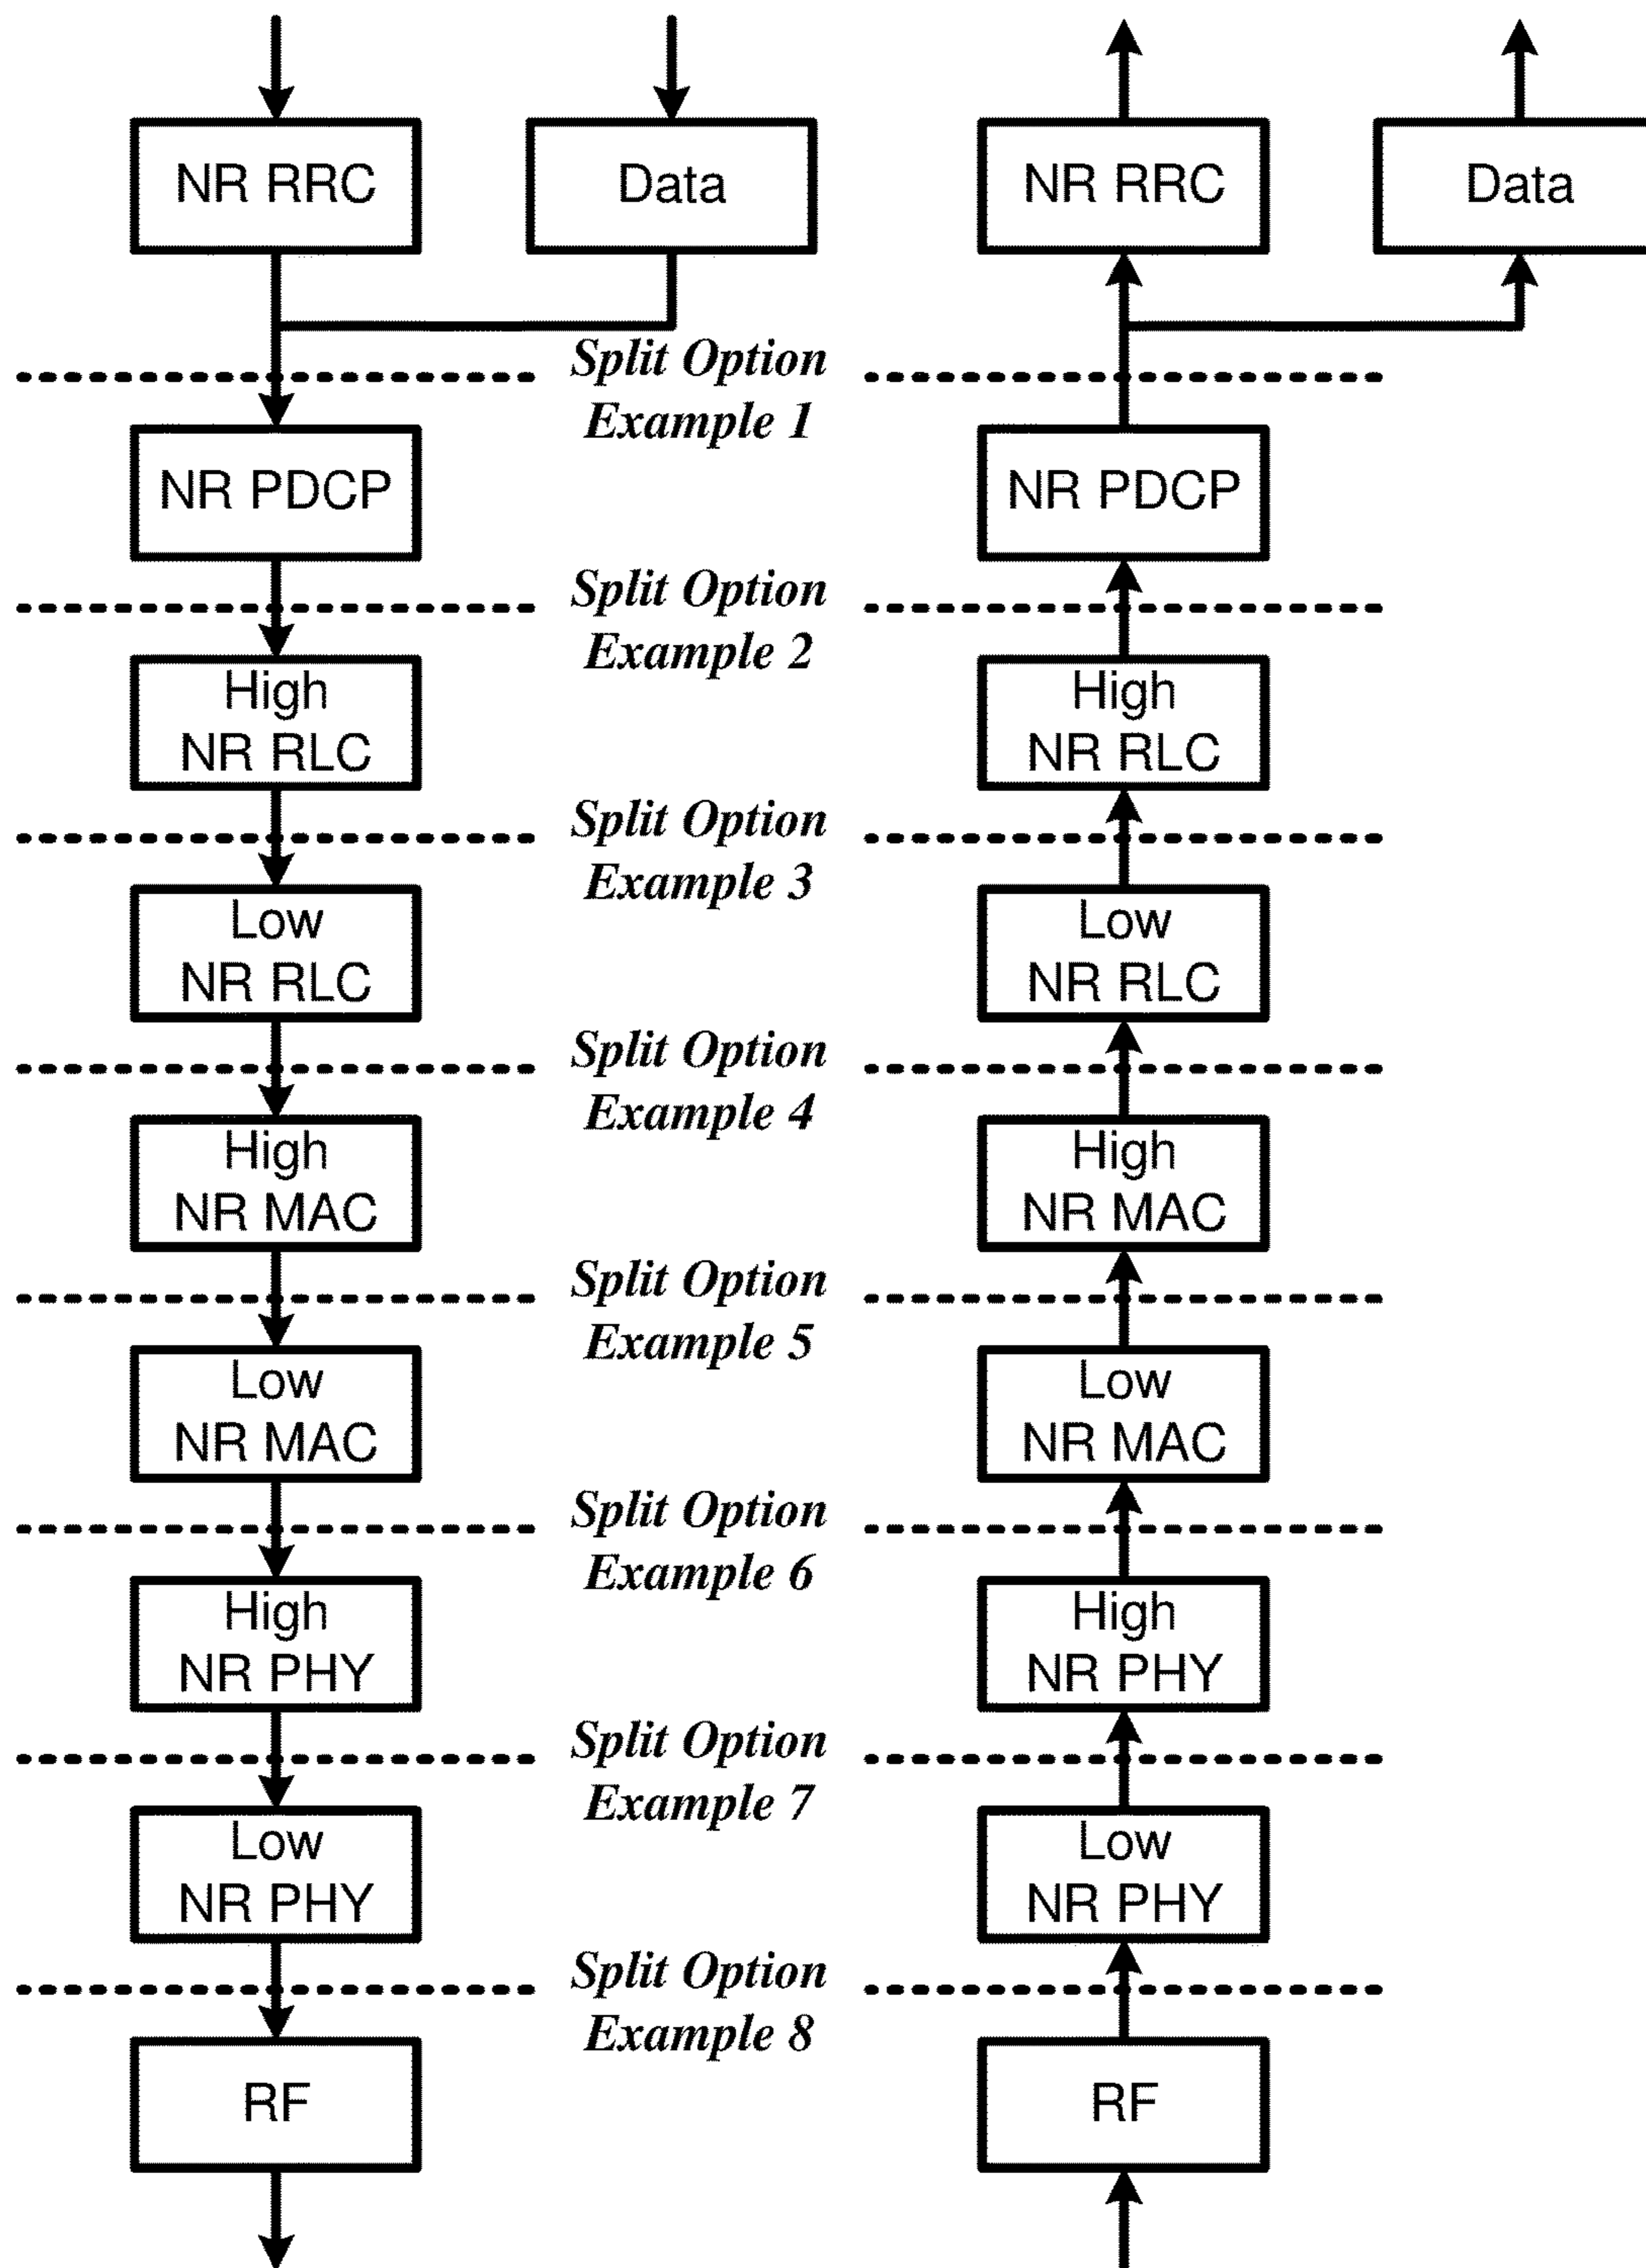 NR RRC
Data
NR RRC
Data
Split Option
Example 1
NR PDCP
NR PDCP
Split Option
Example 2
High
NR RLC
High
NR RLC
Split Option
Example 3
Low
NR RLC
Low
NR RLC
Split Option
Example 4
High
NR MAC
High
NR MAC
Split Option
Example 5
Low
NR MAC
Low
NR MAC
Split Option
Example 6
High
NR PHY
High
NR PHY
Split Option
Example 7
Low
NR PHY
Low
NR PHY
Split Option
Example 8
RF
RF